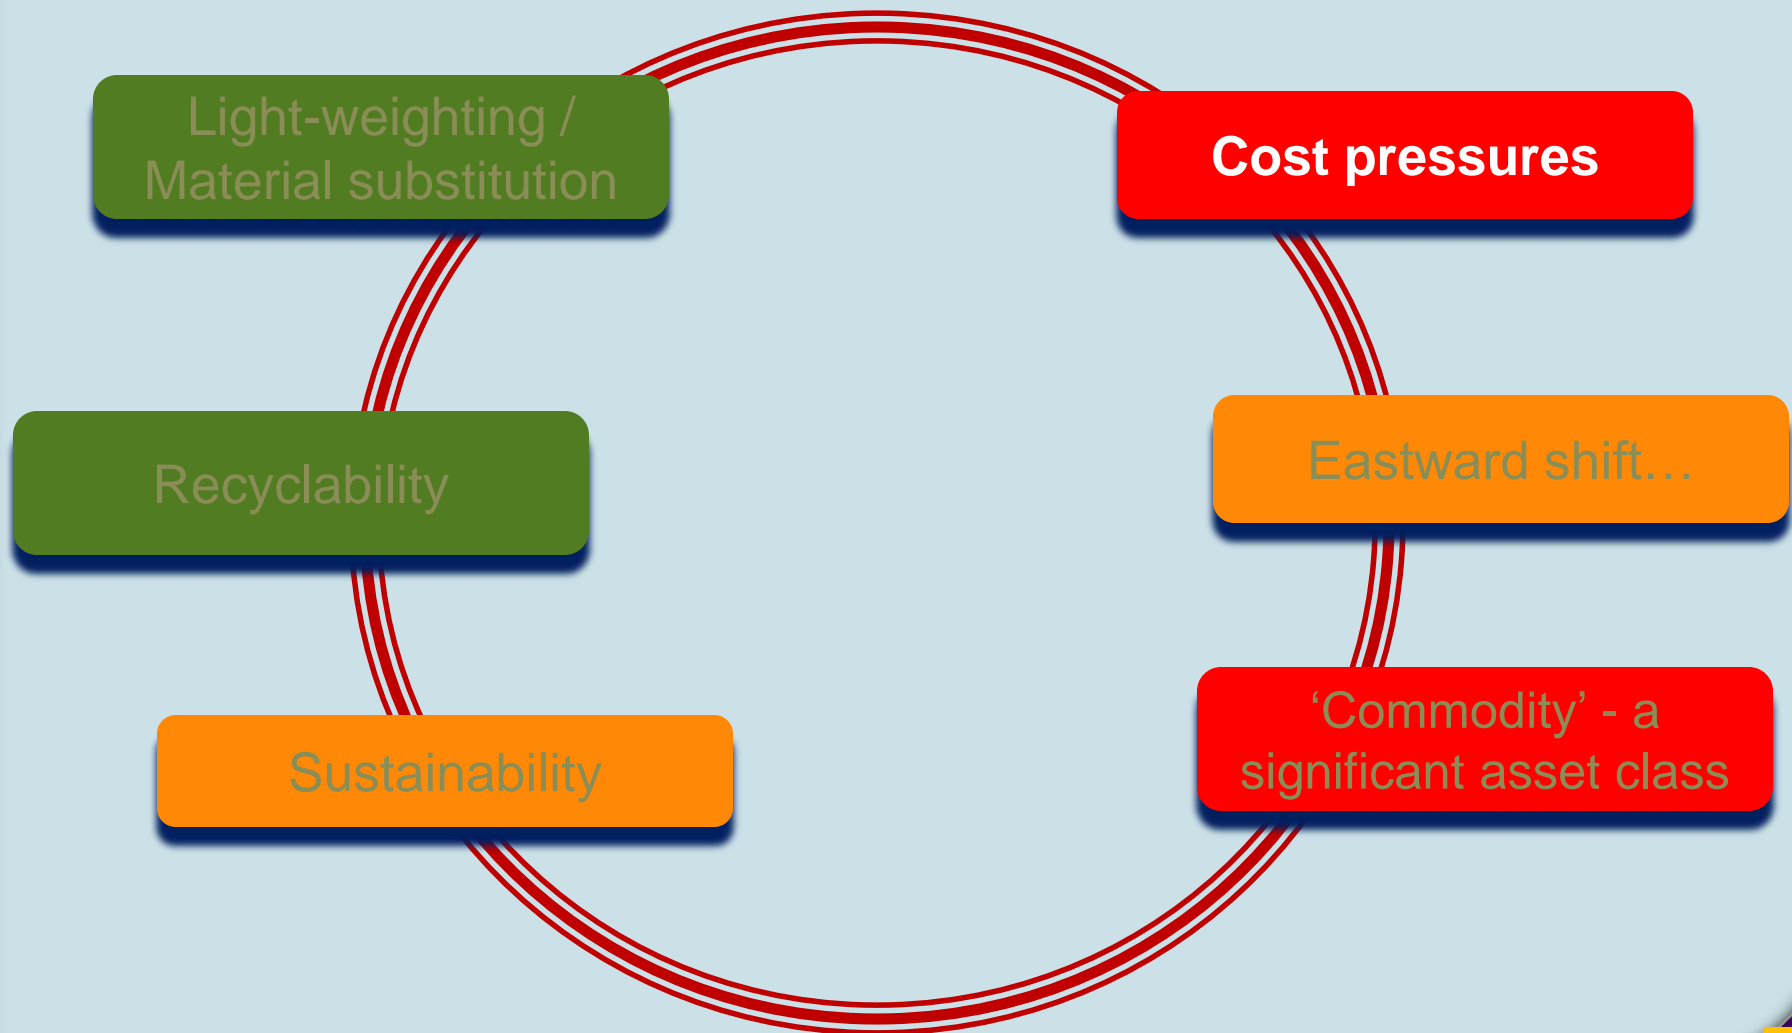 Light-weighting /
Material substitution
Cost pressures
Recyclability
Eastward shift…
Sustainability
‘Commodity’ - a
significant asset class